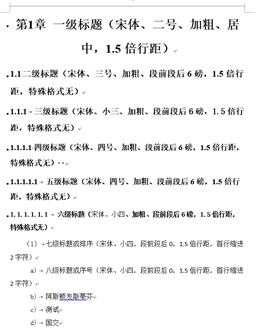 第1章 一级标题（宋体、二号、加粗、居
中，1.5 倍行距）
1.1 二级标题（宋体、三号、加粗、段前段后 6 磅，1.5 倍行
距，特殊格式无）
1.1.1 三级标题（宋体、小三、加粗、段前段后 6 磅，1.5 倍行
距，特殊格式无）
1.1.1.1 四级标题（宋体、四号、加粗、段前段后 6 磅，1.5 倍行距，
特殊格式无）
1.1.1.1.1 五级标题（宋体、四号、加粗、段前段后 6 磅，1.5 倍行
距，特殊格式无）
1.1.1.1.1.1 六级标题（宋体、小四、加粗、段前段后 6 磅，1.5 倍行距，
特殊格式无）
（1）七级标题或排序（宋体、小四，段前段后 0，1.5 倍行距，首行缩进
2 字符）
a）八级标题或序号（宋体、小四，段前段后 0，1.5 倍行距，首行缩进
2 字符）
b）阿斯顿发斯蒂芬
c）测试
d）国交